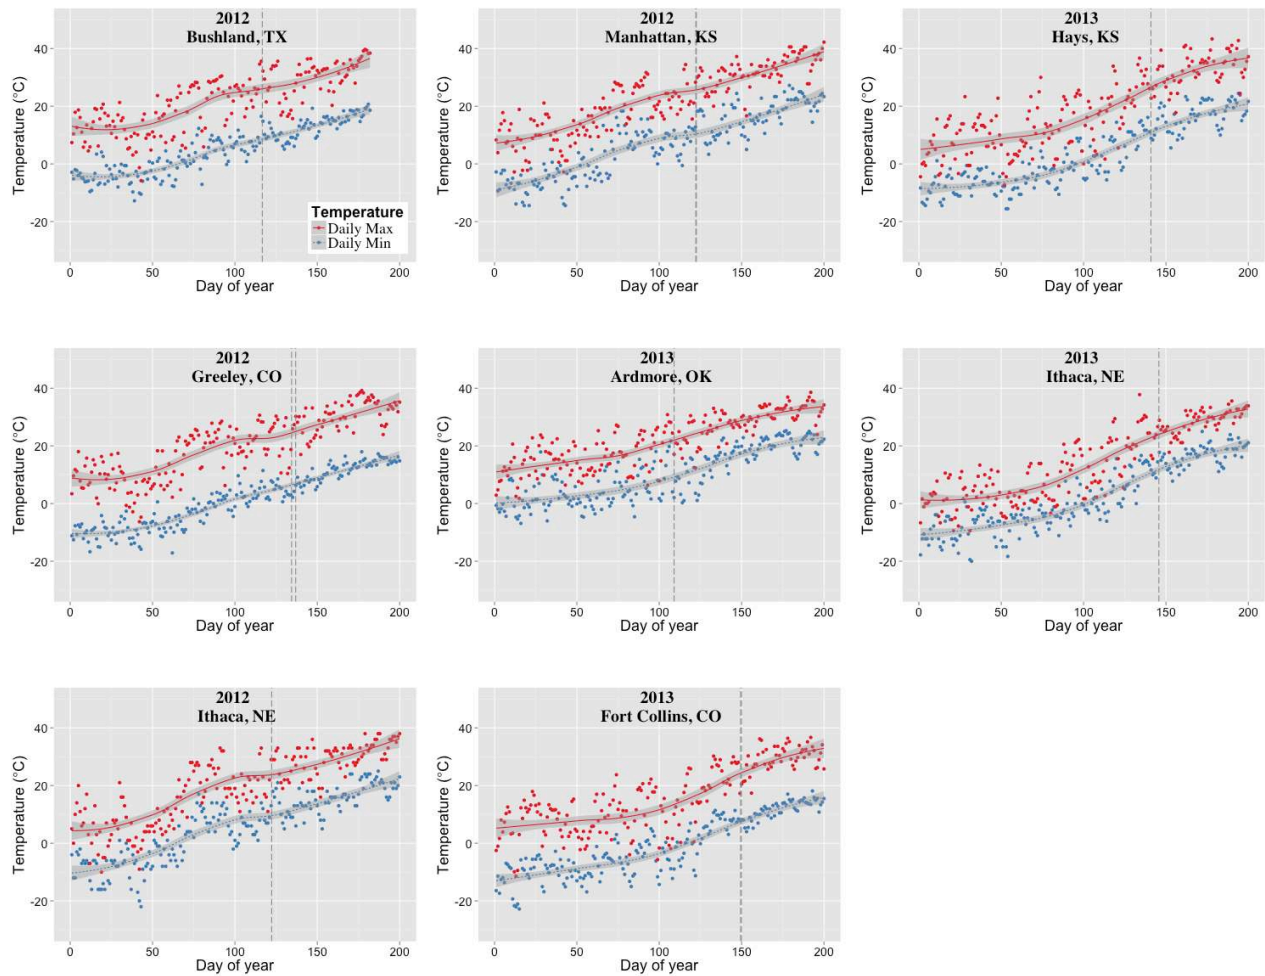 2012
Bushland, TX
Temperature (°C)
40
20
0
-20
Temperature
Daily Max
Daily Min
0 50 100 150 200
Day of year
2012
Manhattan, KS
Temperature (°C)
40
20
0
-20
0 50 100 150 200
Day of year
2013
Hays, KS
Temperature (°C)
40
20
0
-20
0 50 100 150 200
Day of year
2012
Greeley, CO
Temperature (°C)
40
20
0
-20
0 50 100 150 200
Day of year
2013
Ardmore, OK
Temperature (°C)
40
20
0
-20
0 50 100 150 200
Day of year
2013
Ithaca, NE
Temperature (°C)
40
20
0
-20
0 50 100 150 200
Day of year
2012
Ithaca, NE
Temperature (°C)
40
20
0
-20
0 50 100 150 200
Day of year
2013
Fort Collins, CO
Temperature (°C)
40
20
0
-20
0 50 100 150 200
Day of year